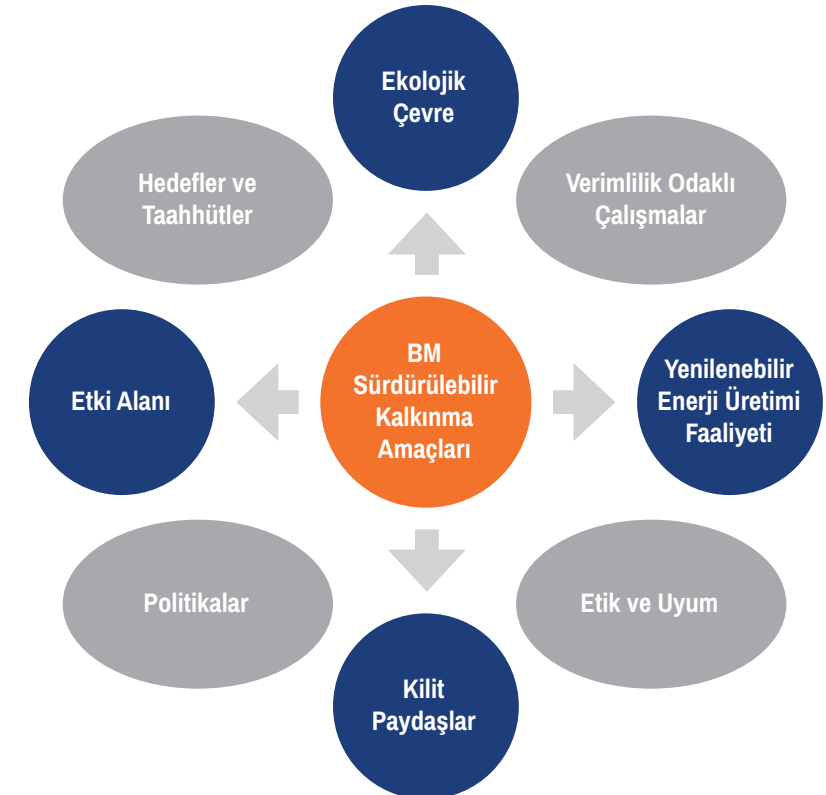 Ekolojik
Çevre
Hedefler ve
Taahhütler
Verimlilik Odaklı
Çalışmalar
Etki Alanı
BM
Sürdürülebilir
Kalkınma
Amaçları
Yenilenebilir
Enerji Üretimi
Faaliyeti
Politikalar
Etik ve Uyum
Kilit
Paydaşlar